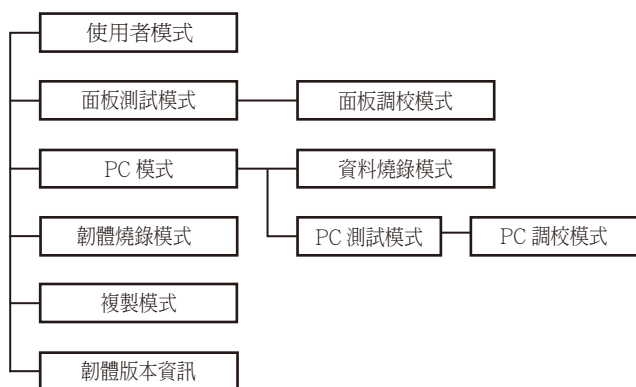 使用者模式
面板測試模式
面板調校模式
PC 模式
資料燒錄模式
韌體燒錄模式
PC 測試模式
PC 調校模式
複製模式
韌體版本資訊